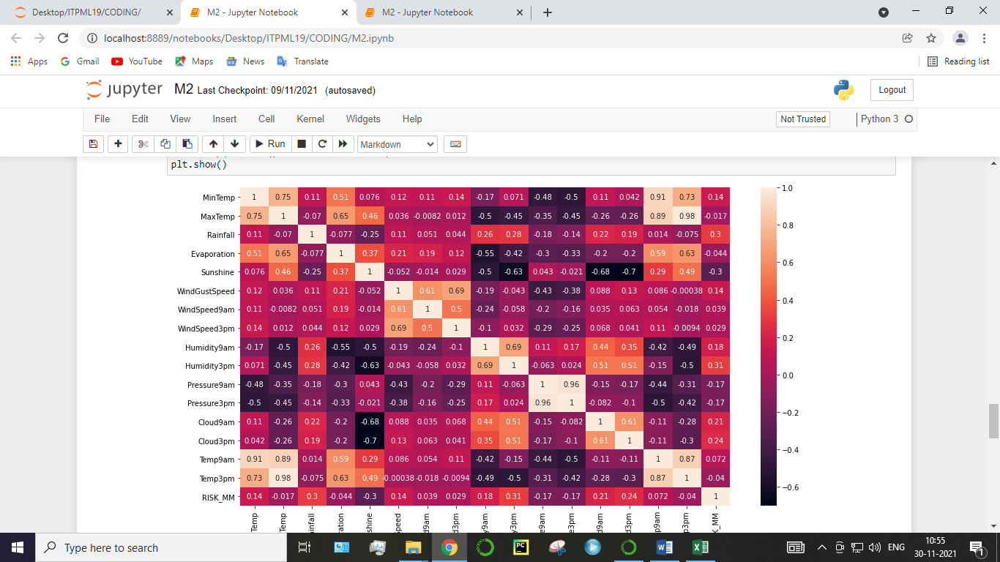 Desktop/ITPML19/CODING/ M2 - Jupyter Notebook M2 - Jupyter Notebook
localhost:8889/notebooks/Desktop/ITPML19/CODING/M2.ipynb
Apps Gmail YouTube Maps News Translate Reading list
jupyter M2 Last Checkpoint: 09/11/2021 (autosaved) Logout
File Edit View Insert Cell Kernel Widgets Help Not Trusted Python 3
Run Markdown
plt.show()
MinTemp 1 0.75 0.11 0.51 0.076 0.12 0.11 0.14 -0.17 0.071 -0.48 -0.5 0.11 0.042 0.91 0.73 0.14
MaxTemp 0.75 1 -0.07 0.65 0.46 0.036 -0.0082 0.012 -0.5 -0.45 -0.35 -0.45 -0.26 -0.26 0.89 0.98 -0.017
Rainfall 0.11 -0.07 1 -0.077 -0.25 0.11 0.051 0.044 0.26 0.28 -0.18 -0.14 0.22 0.19 0.014 -0.075 0.3
Evaporation 0.51 0.65 -0.077 1 0.37 0.21 0.19 0.12 -0.55 -0.42 -0.3 -0.33 -0.2 -0.2 0.59 0.63 -0.044
Sunshine 0.076 0.46 -0.25 0.37 1 -0.052 -0.014 0.029 -0.5 -0.63 0.043 -0.021 -0.68 -0.7 0.29 0.49 -0.3
WindGustSpeed 0.12 0.036 0.11 0.21 -0.052 1 0.61 0.69 -0.19 -0.043 -0.43 -0.38 0.088 0.13 0.086 -0.00038 0.14
WindSpeed9am 0.11 -0.0082 0.051 0.19 -0.014 0.61 1 0.5 -0.24 -0.058 -0.2 -0.16 0.035 0.063 0.054 -0.018 0.039
WindSpeed3pm 0.14 0.012 0.044 0.12 0.029 0.69 0.5 1 -0.1 0.032 -0.29 -0.25 0.068 0.041 0.11 -0.0094 0.029
Humidity9am -0.17 -0.5 0.26 -0.55 -0.5 -0.19 -0.24 -0.1 1 0.69 0.11 0.17 0.44 0.35 -0.42 -0.49 0.18
Humidity3pm 0.071 -0.45 0.28 -0.42 -0.63 -0.043 -0.058 0.032 0.69 1 -0.063 0.024 0.51 0.51 -0.15 -0.5 0.31
Pressure9am -0.48 -0.35 -0.18 -0.3 0.043 -0.43 -0.2 -0.29 0.11 -0.063 1 0.96 -0.15 -0.17 -0.44 -0.31 -0.17
Pressure3pm -0.5 -0.45 -0.14 -0.33 -0.021 -0.38 -0.16 -0.25 0.17 0.024 0.96 1 -0.082 -0.1 -0.5 -0.42 -0.17
Cloud9am 0.11 -0.26 0.22 -0.2 -0.68 0.088 0.035 0.068 0.44 0.51 -0.15 -0.082 1 0.61 -0.11 -0.28 0.21
Cloud3pm 0.042 -0.26 0.19 -0.2 -0.7 0.13 0.063 0.041 0.35 0.51 -0.17 -0.1 0.61 1 -0.11 -0.3 0.24
Temp9am 0.91 0.89 0.014 0.59 0.29 0.086 0.054 0.11 -0.42 -0.15 -0.44 -0.5 -0.11 -0.11 1 0.87 0.072
Temp3pm 0.73 0.98 -0.075 0.63 0.49 -0.00038 -0.018 -0.0094 -0.49 -0.5 -0.31 -0.42 -0.28 -0.3 0.87 1 -0.04
RISK_MM 0.14 -0.017 0.3 -0.044 -0.3 0.14 0.039 0.029 0.18 0.31 -0.17 -0.17 0.21 0.24 0.072 -0.04 1
1.0
0.8
0.6
0.4
0.2
0.0
−0.2
−0.4
−0.6
Temp Temp infall ration shine peed d9am d3pm y9am y3pm e9am e3pm d9am d3pm p9am p3pm K_MM
Type here to search ENG 10:55
30-11-2021